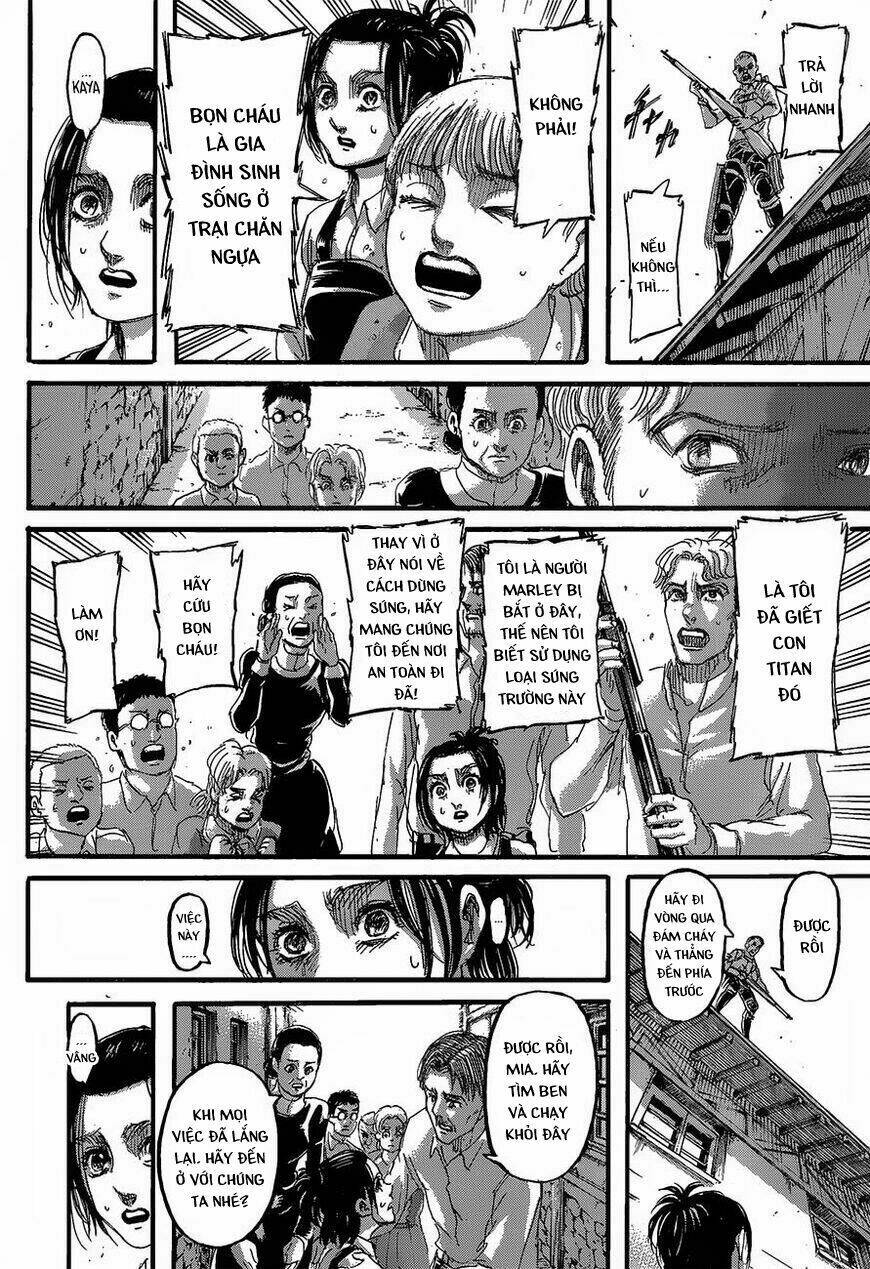 TRẢ
LỜI
NHANH
NẾU
KHÔNG
THÌ...
KHÔNG
PHẢI!
BỌN CHÁU
LÀ GIA
ĐÌNH SINH
SỐNG Ở
TRẠI CHĂN
NGỰA
...
KAYA
LÀ TÔI
ĐÃ GIẾT
CON
TITAN
ĐÓ
TÔI LÀ NGƯỜI
MARLEY BỊ
BẮT Ở ĐÂY,
THẾ NÊN TÔI
BIẾT SỬ DỤNG
LOẠI SÚNG
TRƯỜNG NÀY
THAY VÌ Ở
ĐÂY NÓI VỀ
CÁCH DÙNG
SÚNG, HÃY
MANG CHÚNG
TÔI ĐẾN NƠI
AN TOÀN ĐI
ĐÃ!
HÃY
CỨU
BỌN
CHÁU!
LÀM
ƠN!
ĐƯỢC
RỒI
HÃY ĐI
VÒNG QUA
ĐÁM CHÁY
VÀ THẲNG
ĐẾN PHÍA
TRƯỚC
...
VIỆC
NÀY
....
ĐƯỢC RỒI,
MIA. HÃY
TÌM BEN
VÀ CHẠY
KHỎI ĐÂY
KHI MỌI
VIỆC ĐÃ LẮNG
LẠI, HÃY ĐẾN
Ở VỚI CHÚNG
TA NHÉ?
...
VÂNG